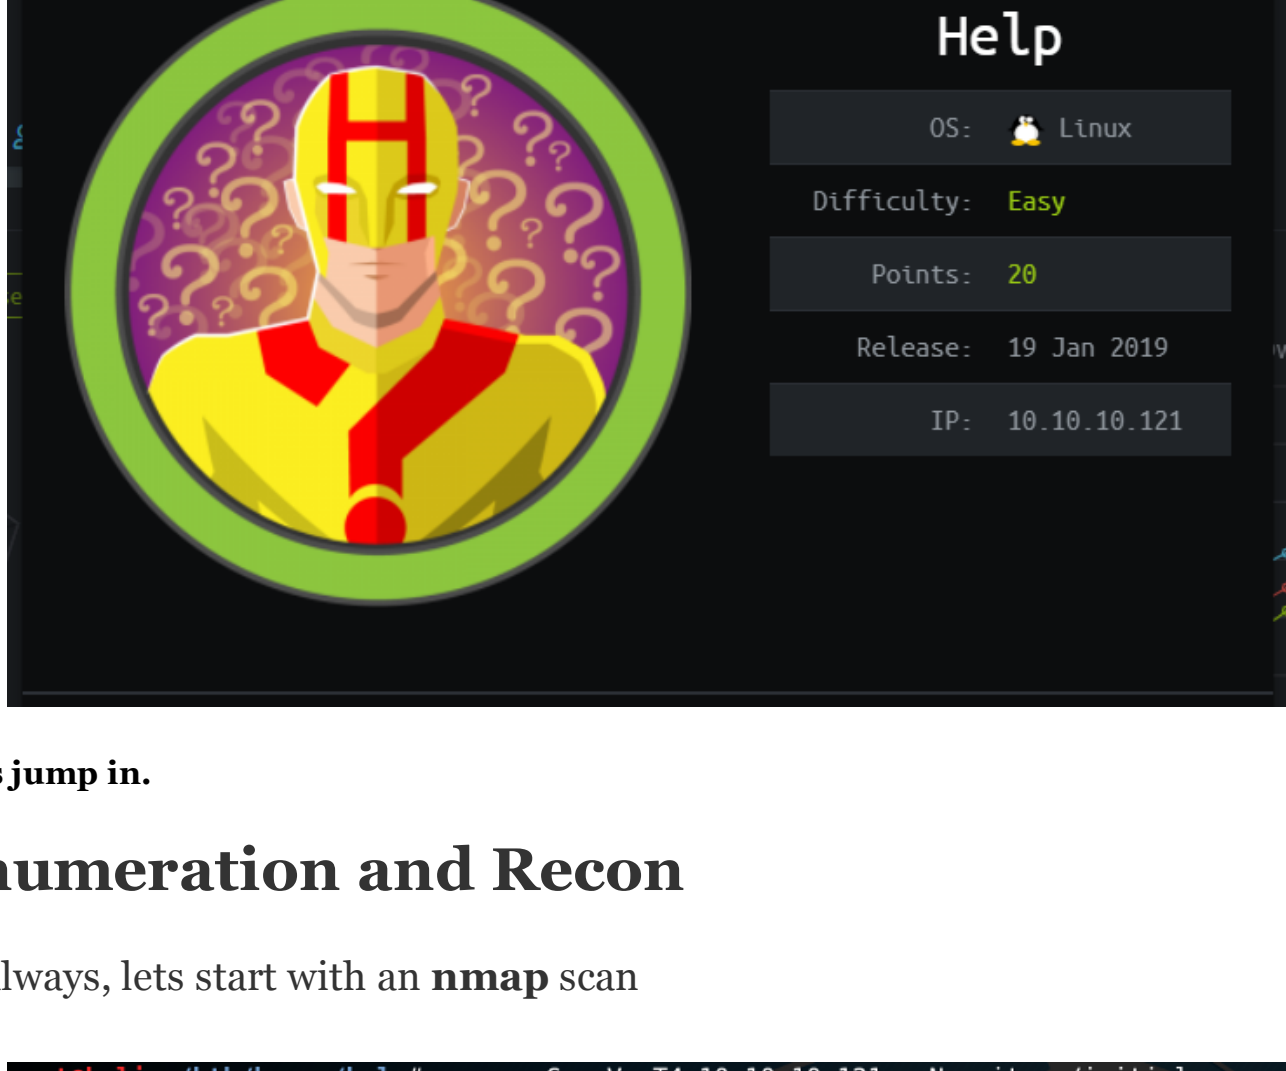 Help
OS: Linux
Difficulty: Easy
Points: 20
Release: 19 Jan 2019
IP: 10.10.10.121
s jump in.
numeration and Recon
lways, lets start with an nmap scan